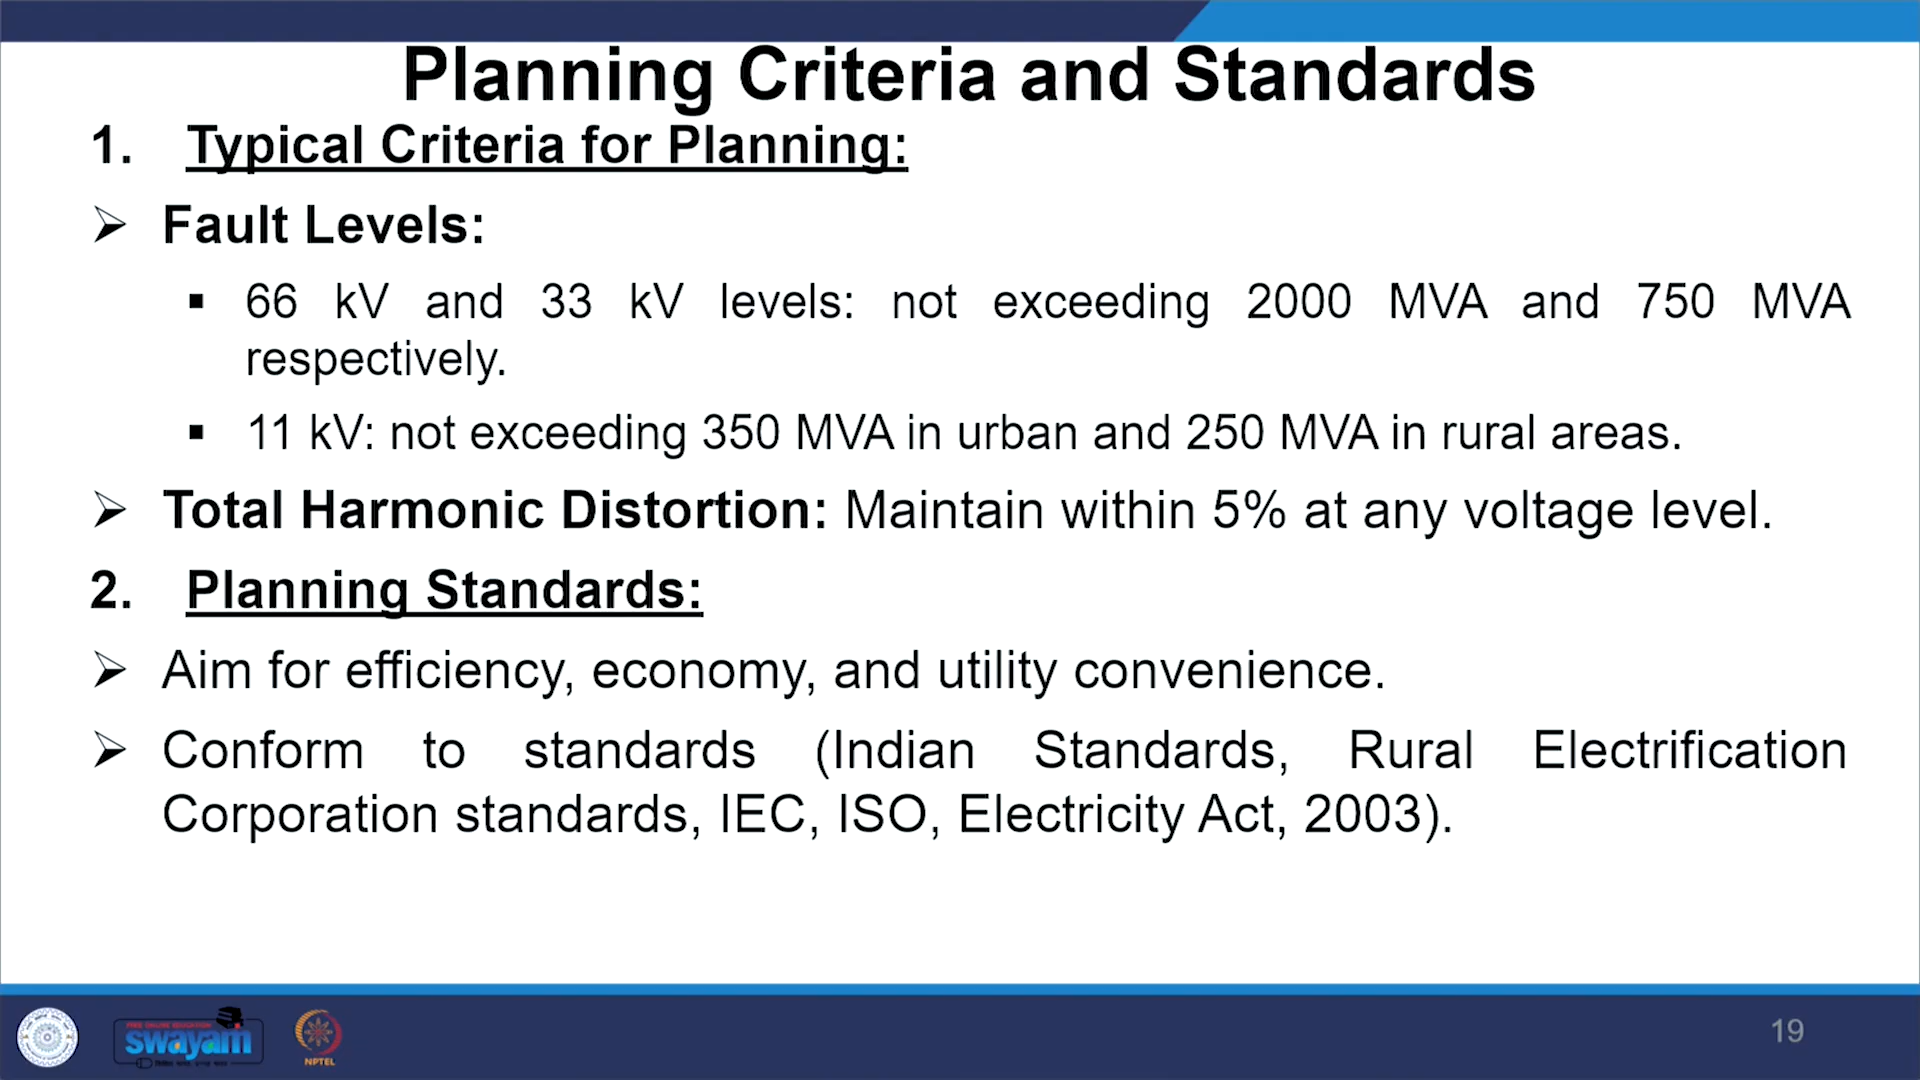 Planning Criteria and Standards
1. Typical Criteria for Planning:
➢ Fault Levels:
▪ 66 kV and 33 kV levels: not exceeding 2000 MVA and 750 MVA
respectively.
▪ 11 kV: not exceeding 350 MVA in urban and 250 MVA in rural areas.
➢ Total Harmonic Distortion: Maintain within 5% at any voltage level.
2. Planning Standards:
➢ Aim for efficiency, economy, and utility convenience.
➢ Conform to standards (Indian Standards, Rural Electrification
Corporation standards, IEC, ISO, Electricity Act, 2003).
FREE ONLINE EDUCATION
swayam
NPTEL
19